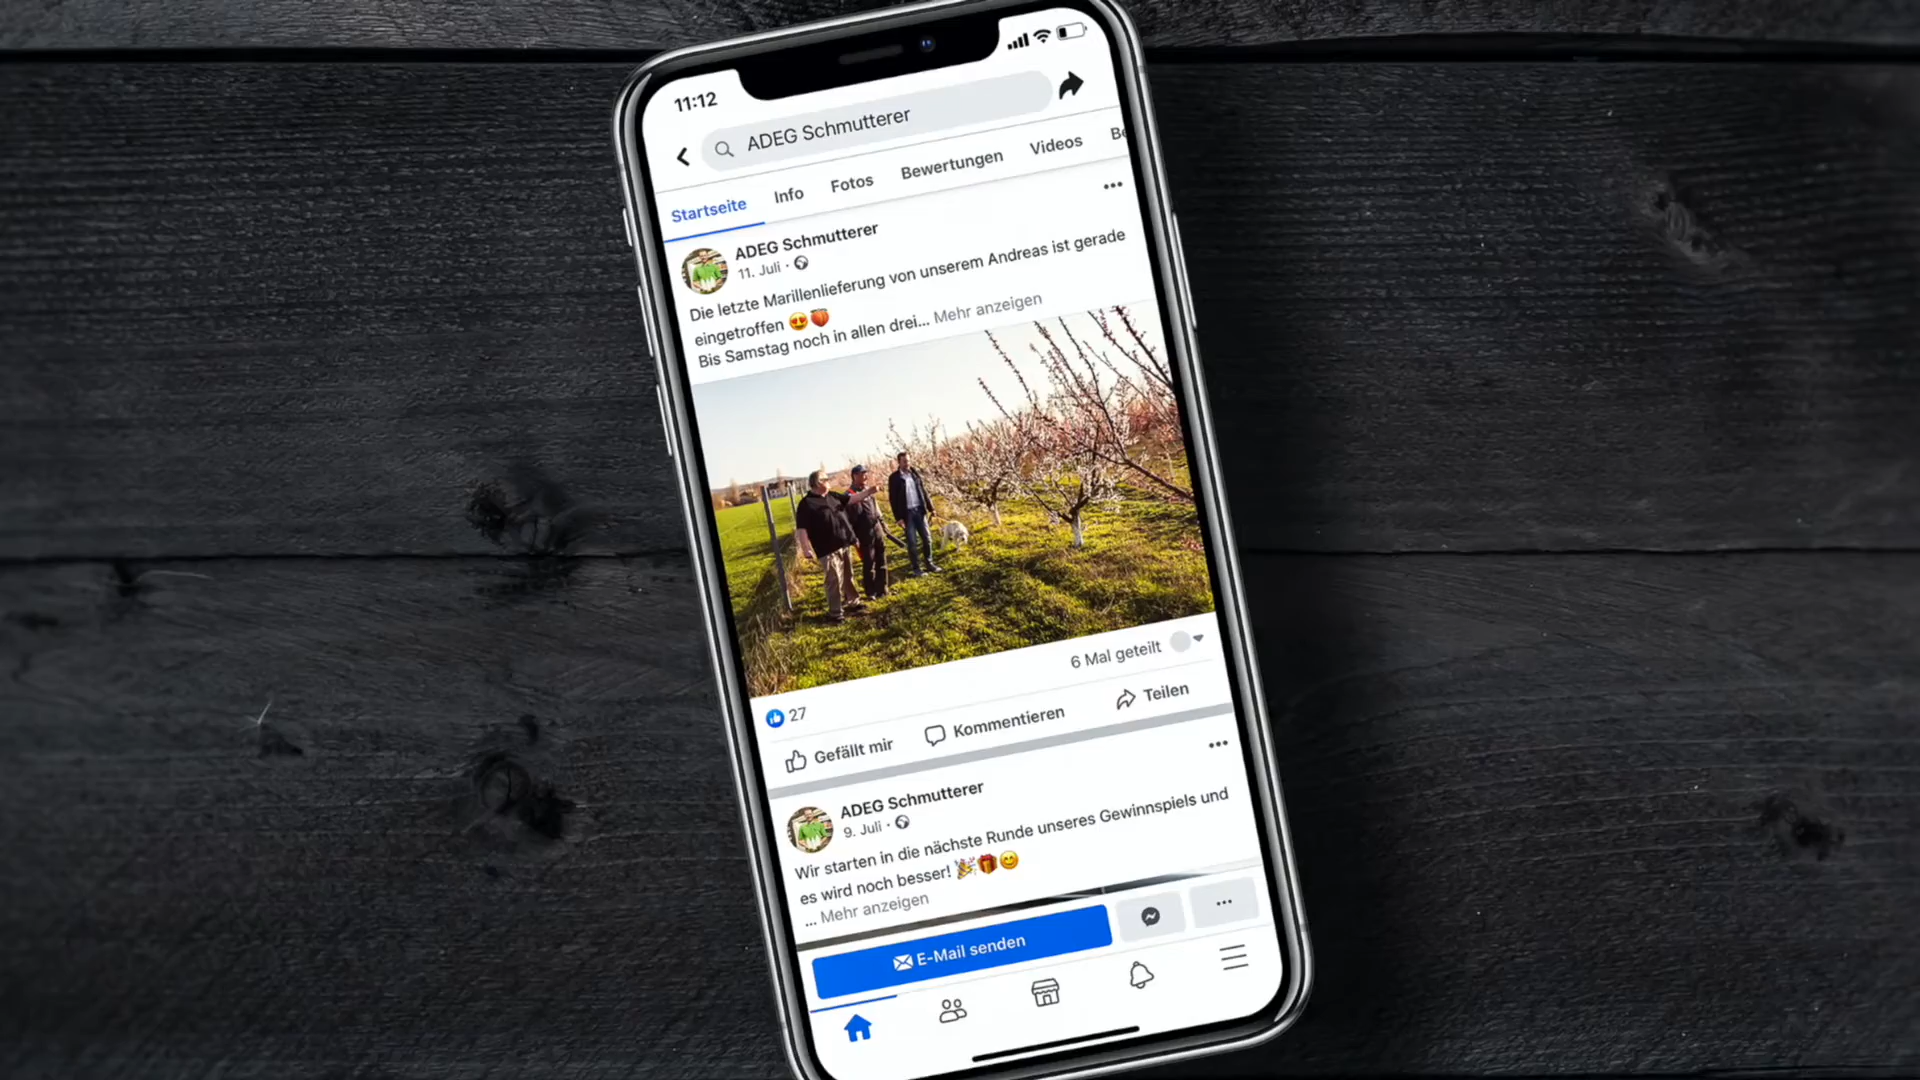 11:12
ADEG Schmutterer
Startseite Info Fotos Bewertungen Videos Be
ADEG Schmutterer
11. Juli ·
Die letzte Marillenlieferung von unserem Andreas ist gerade
eingetroffen 😍🍑
Bis Samstag noch in allen drei... Mehr anzeigen
6 Mal geteilt
27
Gefällt mir Kommentieren Teilen
ADEG Schmutterer
9. Juli ·
Wir starten in die nächste Runde unseres Gewinnspiels und
es wird noch besser! 🎉🎁😊
... Mehr anzeigen
E-Mail senden